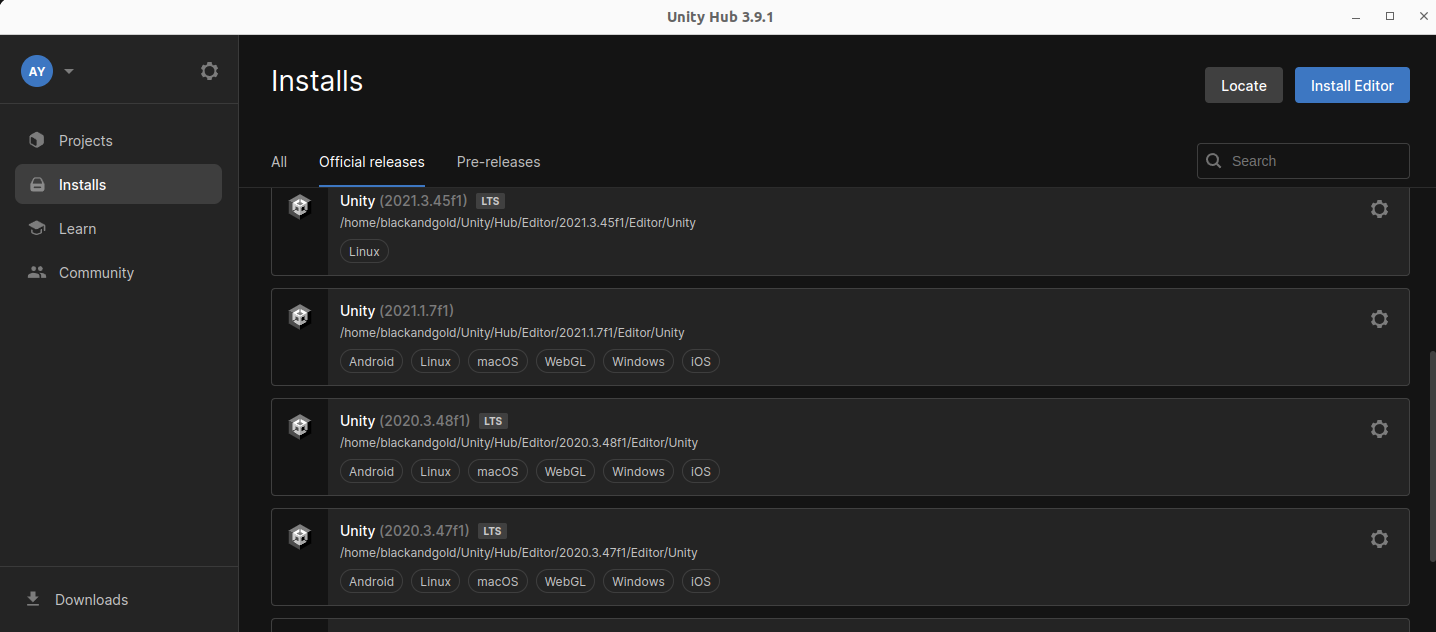 Unity Hub 3.9.1
AY
Projects
Installs
Learn
Community
Downloads
Installs
Locate
Install Editor
All
Official releases
Pre-releases
Search
Unity (2021.3.45f1) LTS
/home/blackandgold/Unity/Hub/Editor/2021.3.45f1/Editor/Unity
Linux
Unity (2021.1.7f1)
/home/blackandgold/Unity/Hub/Editor/2021.1.7f1/Editor/Unity
Android Linux macOS WebGL Windows iOS
Unity (2020.3.48f1) LTS
/home/blackandgold/Unity/Hub/Editor/2020.3.48f1/Editor/Unity
Android Linux macOS WebGL Windows iOS
Unity (2020.3.47f1) LTS
/home/blackandgold/Unity/Hub/Editor/2020.3.47f1/Editor/Unity
Android Linux macOS WebGL Windows iOS